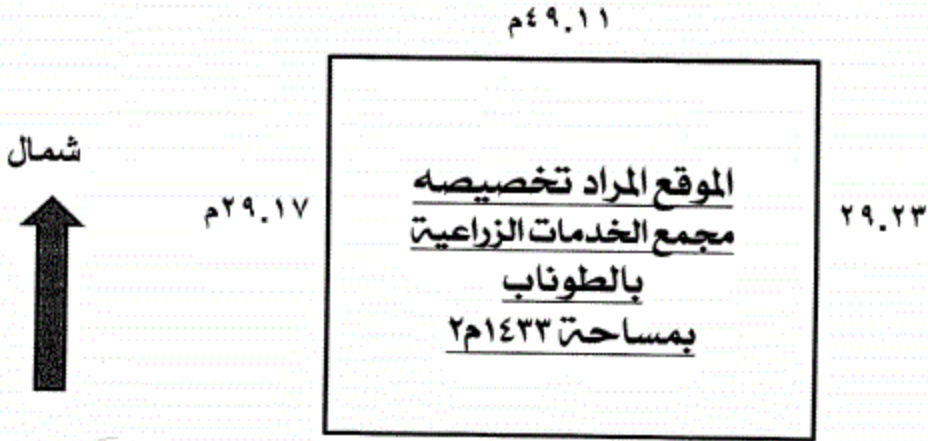 ٤٩.١١م
شمال
٢٩.١٧م
الموقع المراد تخصيصه
مجمع الخدمات الزراعية
بالطوناب
بمساحة ١٤٣٣م٢
٢٩.٢٣